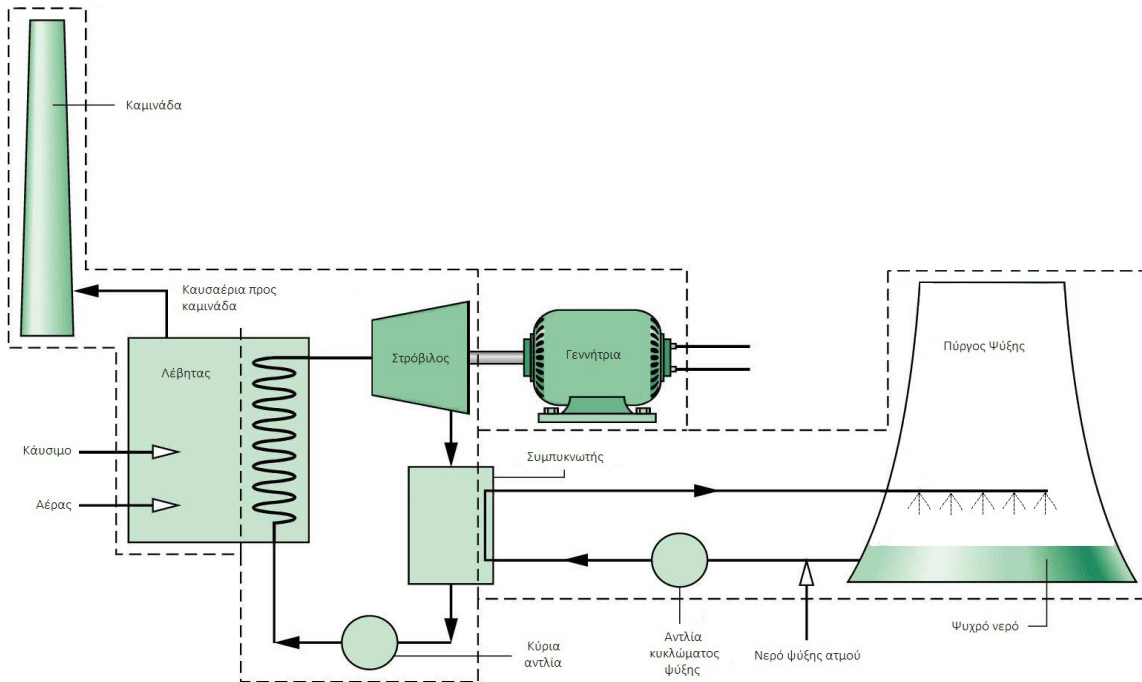 Καμινάδα
Καυσαέρια προς
καμινάδα
Λέβητας
Στρόβιλος
Γεννήτρια
Πύργος Ψύξης
Κάυσιμο
Αέρας
Συμπυκνωτής
Κύρια
αντλία
Αντλία
κυκλώματος
ψύξης
Νερό ψύξης ατμού
Ψυχρό νερό